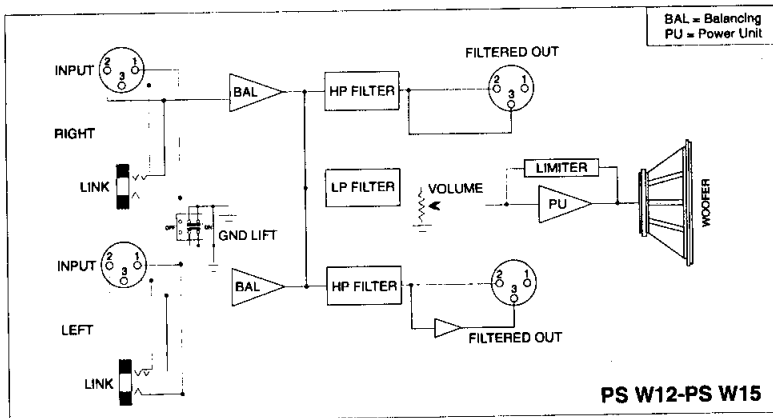 BAL = Balancing
PU = Power Unit
INPUT
2 1
3
BAL
HP FILTER
FILTERED OUT
2 1
3
RIGHT
LINK
LP FILTER
VOLUME
LIMITER
PU
WOOFER
OFF ON
GND LIFT
INPUT
2 1
3
BAL
HP FILTER
2 1
3
FILTERED OUT
LEFT
LINK
PS W12-PS W15